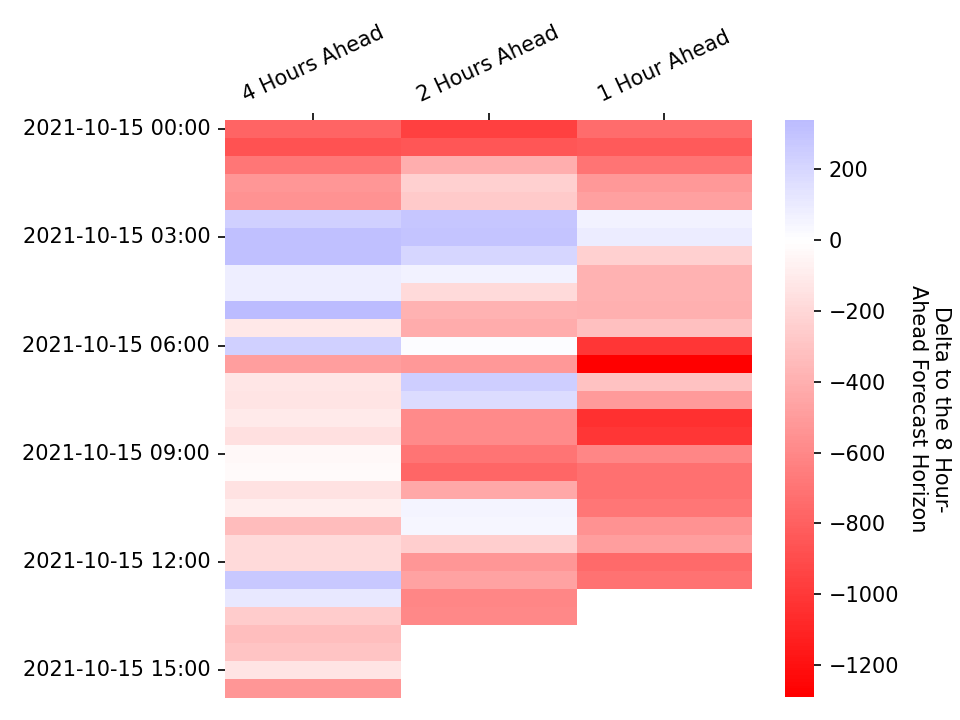 4 Hours Ahead
2 Hours Ahead
1 Hour Ahead
2021-10-15 00:00
2021-10-15 03:00
2021-10-15 06:00
2021-10-15 09:00
2021-10-15 12:00
2021-10-15 15:00
200
0
−200
−400
−600
−800
−1000
−1200
Delta to the 8 Hour-
Ahead Forecast Horizon